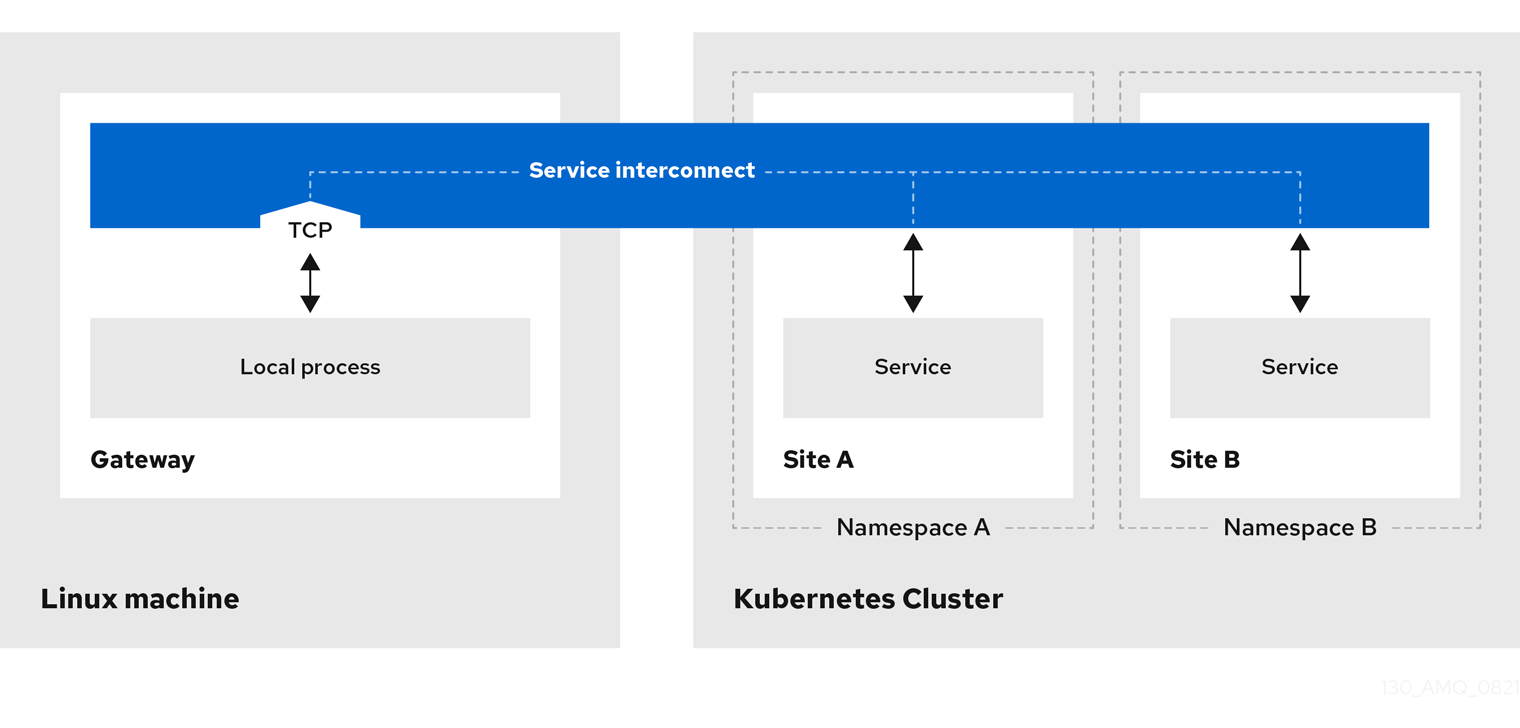 Service interconnect
TCP
Local process
Service
Service
Gateway
Site A
Site B
Namespace A
Namespace B
Linux machine
Kubernetes Cluster
130_AMQ_0821